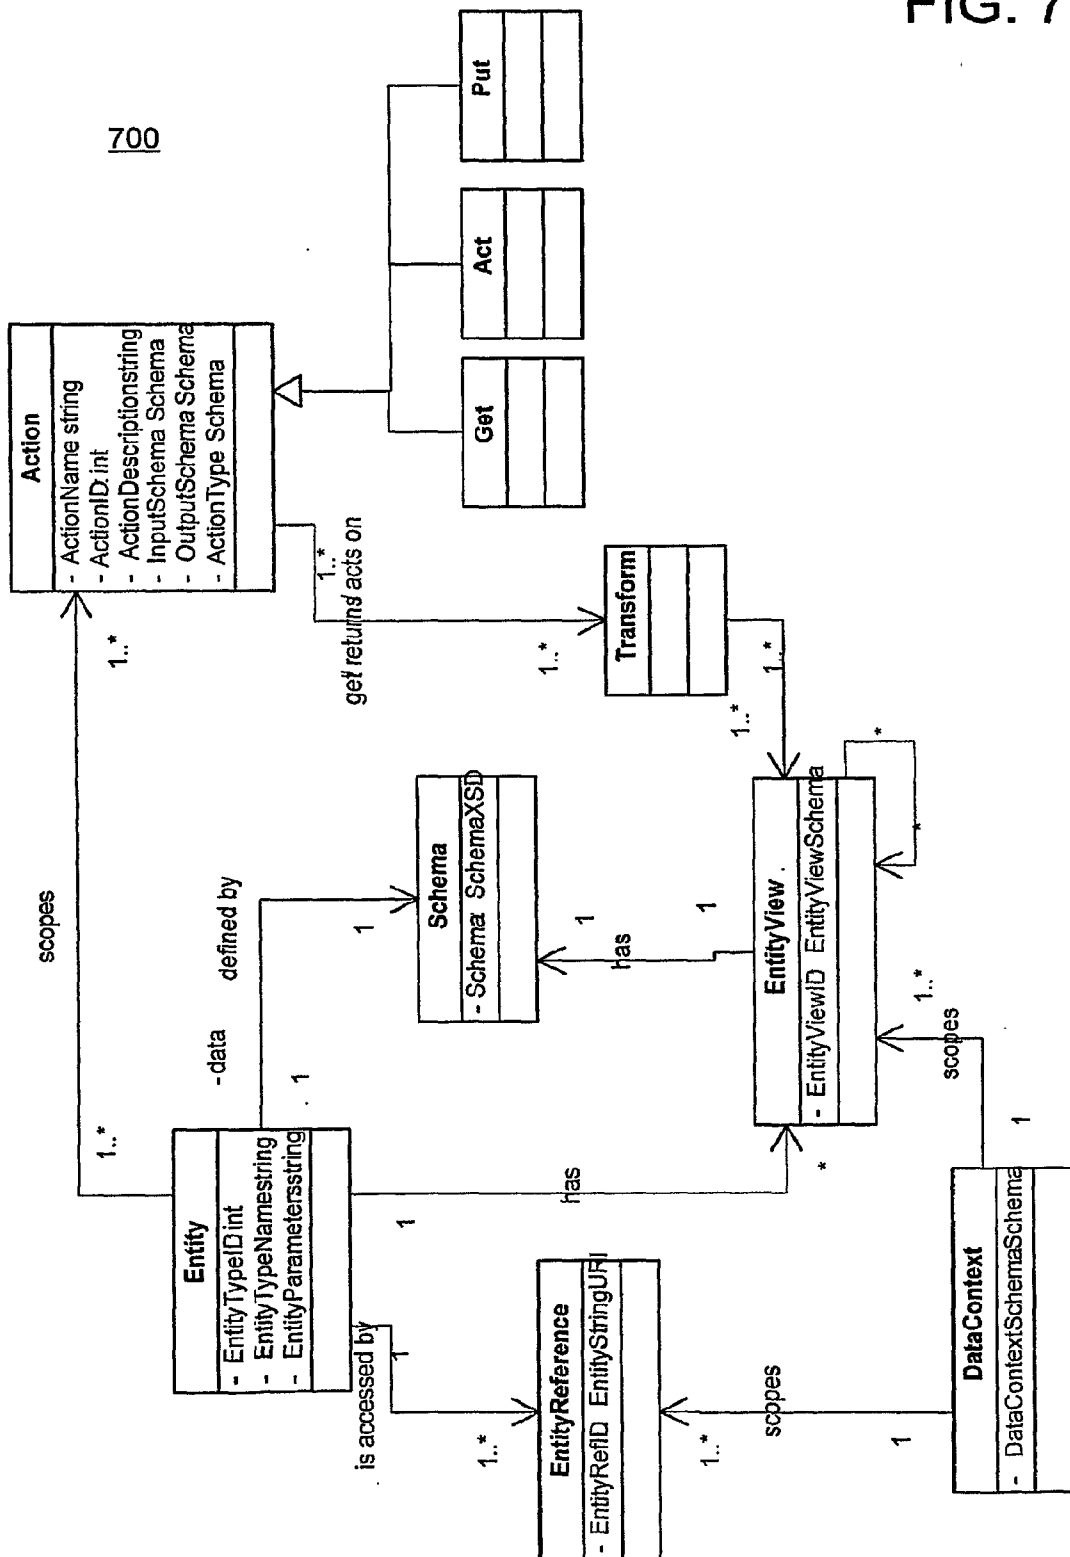 FIG. 7
700
Action
- ActionName string
- ActionID: int
- ActionDescriptionstring
- InputSchema Schema
- OutputSchema Schema
- ActionType Schema
Put
Act
Get
scopes
1..*
1..*
get returns acts on
1..*
1..*
Transform
1..*
1..*
-data
defined by
1
1
Schema
- Schema SchemaXSD
has
1
1
Entity
- EntityTypeID int
- EntityTypeNamestring
- EntityParametersstring
has
1
*
EntityView
- EntityViewID EntityViewSchema
*
*
is accessed by
1
1..*
EntityReference
- EntityRefID EntityStringURI
scopes
1..*
1
scopes
1..*
1
DataContext
- DataContextSchemaSchema